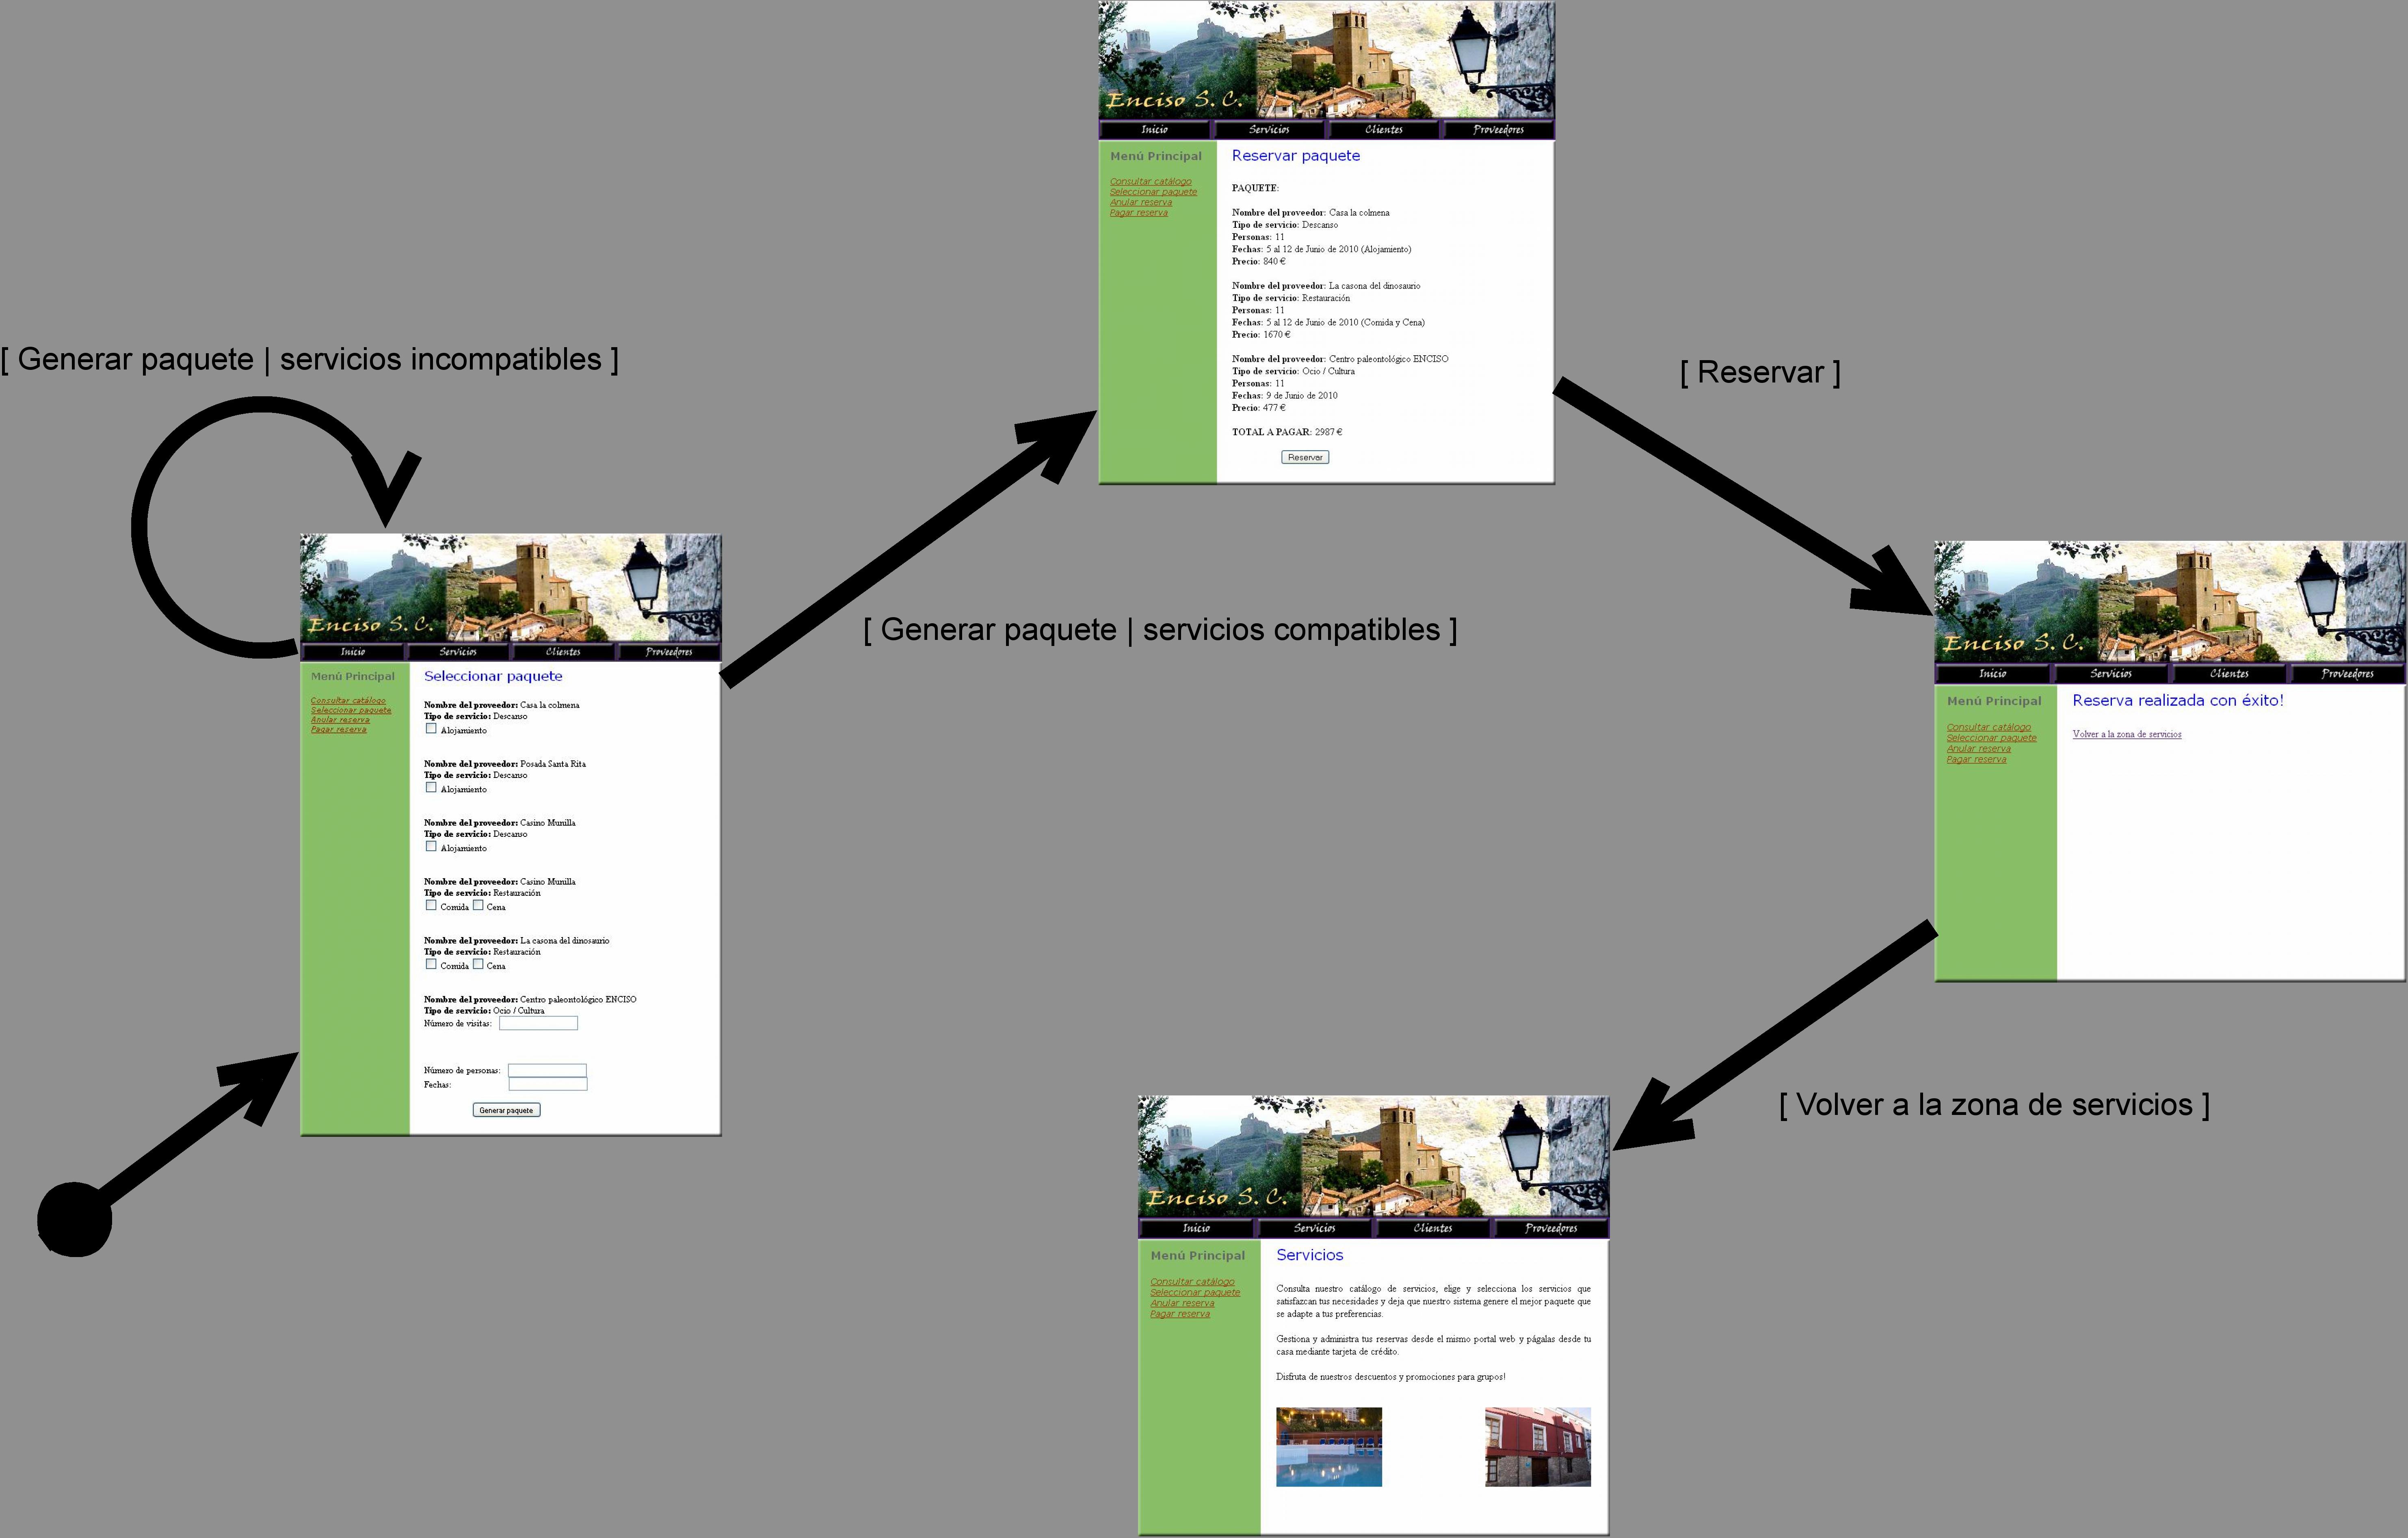 Enciso S. C.
Inicio Servicios Clientes Proveedores
Menú Principal
Consultar catálogo
Seleccionar paquete
Anular reserva
Pagar reserva
Reservar paquete
PAQUETE:
Nombre del proveedor: Casa la colmena
Tipo de servicio: Descanso
Personas: 11
Fechas: 5 al 12 de Junio de 2010 (Alojamiento)
Precio: 840 €
Nombre del proveedor: La casona del dinosaurio
Tipo de servicio: Restauración
Personas: 11
Fechas: 5 al 12 de Junio de 2010 (Comida y Cena)
Precio: 1670 €
Nombre del proveedor: Centro paleontológico ENCISO
Tipo de servicio: Ocio / Cultura
Personas: 11
Fechas: 9 de Junio de 2010
Precio: 477 €
TOTAL A PAGAR: 2987 €
Reservar
[ Generar paquete | servicios incompatibles ]
[ Reservar ]
[ Generar paquete | servicios compatibles ]
Enciso S. C.
Inicio Servicios Clientes Proveedores
Menú Principal
Consultar catálogo
Seleccionar paquete
Anular reserva
Pagar reserva
Seleccionar paquete
Nombre del proveedor: Casa la colmena
Tipo de servicio: Descanso
Alojamiento
Nombre del proveedor: Posada Santa Rita
Tipo de servicio: Descanso
Alojamiento
Nombre del proveedor: Casino Munilla
Tipo de servicio: Descanso
Alojamiento
Nombre del proveedor: Casino Munilla
Tipo de servicio: Restauración
Comida Cena
Nombre del proveedor: La casona del dinosaurio
Tipo de servicio: Restauración
Comida Cena
Nombre del proveedor: Centro paleontológico ENCISO
Tipo de servicio: Ocio / Cultura
Número de visitas:
Número de personas:
Fechas:
Generar paquete
Enciso S. C.
Inicio Servicios Clientes Proveedores
Menú Principal
Consultar catálogo
Seleccionar paquete
Anular reserva
Pagar reserva
Reserva realizada con éxito!
Volver a la zona de servicios
[ Volver a la zona de servicios ]
Enciso S. C.
Inicio Servicios Clientes Proveedores
Menú Principal
Consultar catálogo
Seleccionar paquete
Anular reserva
Pagar reserva
Servicios
Consulta nuestro catálogo de servicios, elige y selecciona los servicios que
satisfazcan tus necesidades y deja que nuestro sistema genere el mejor paquete que
se adapte a tus preferencias.
Gestiona y administra tus reservas desde el mismo portal web y págalas desde tu
casa mediante tarjeta de crédito.
Disfruta de nuestros descuentos y promociones para grupos!